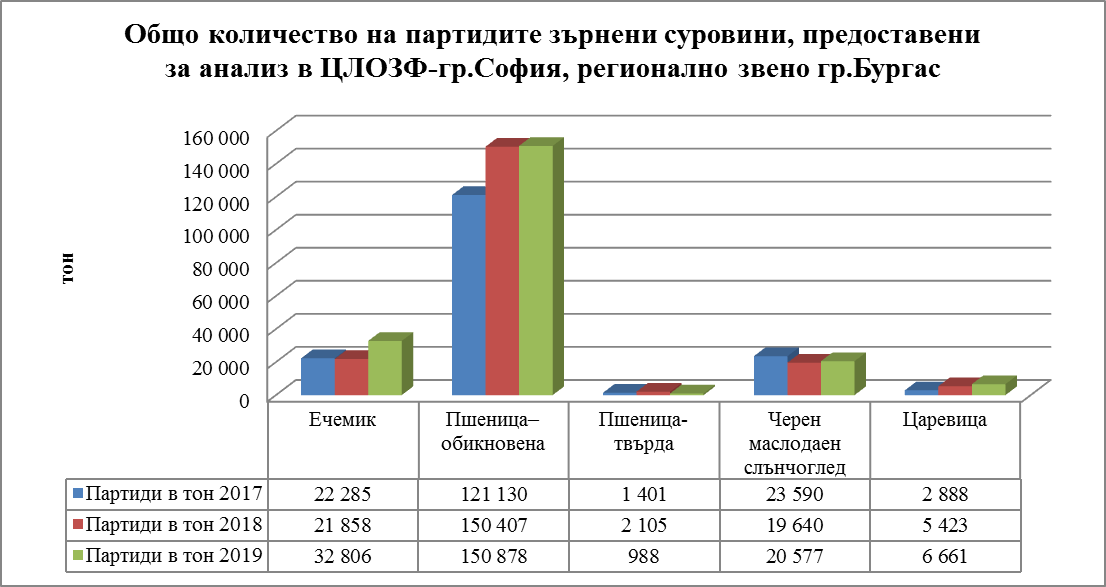 Общо количество на партидите зърнени суровини, предоставени
за анализ в ЦЛОЗФ-гр.София, регионално звено гр.Бургас
тон
160 000
140 000
120 000
100 000
80 000
60 000
40 000
20 000
0
Ечемик
Пшеница–
обикновена
Пшеница-
твърда
Черен
маслодаен
слънчоглед
Царевица
Партиди в тон 2017 22 285 121 130 1 401 23 590 2 888
Партиди в тон 2018 21 858 150 407 2 105 19 640 5 423
Партиди в тон 2019 32 806 150 878 988 20 577 6 661